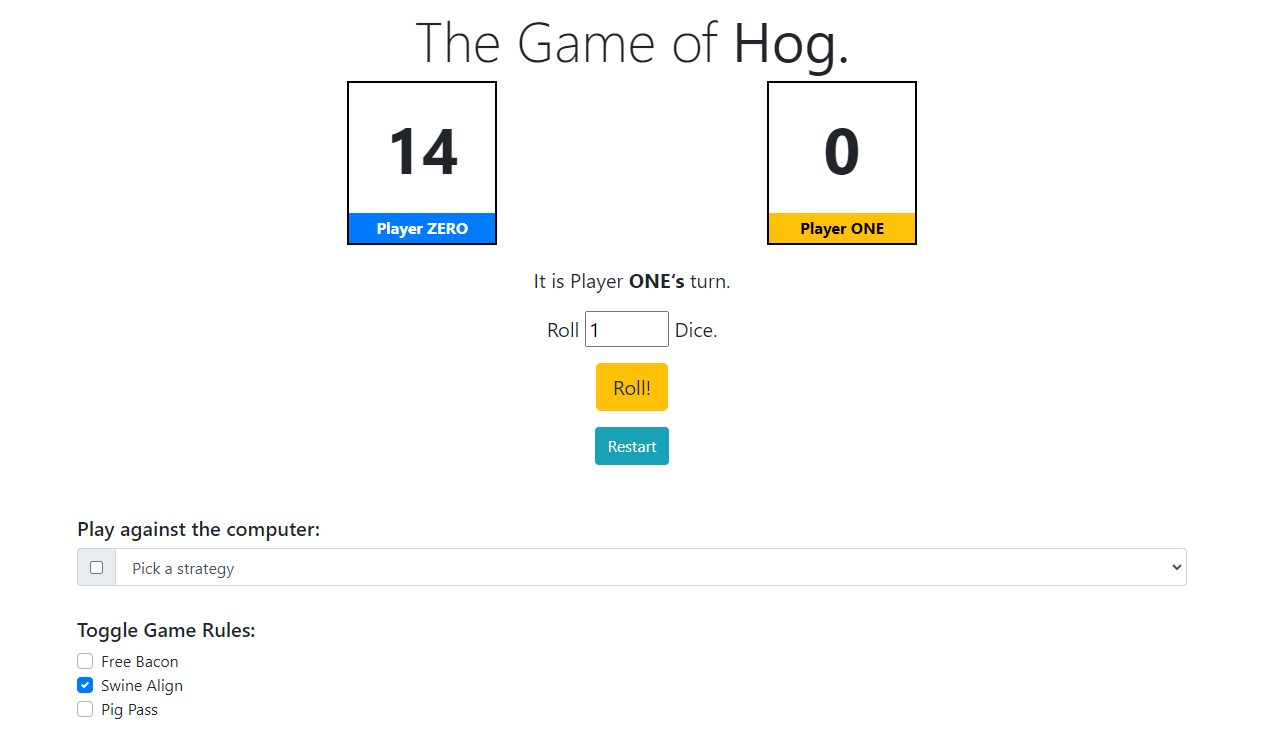 The Game of Hog.
14
Player ZERO
0
Player ONE
It is Player ONE‘s turn.
Roll 1 Dice.
Roll!
Restart
Play against the computer:
Pick a strategy
Toggle Game Rules:
Free Bacon
Swine Align
Pig Pass